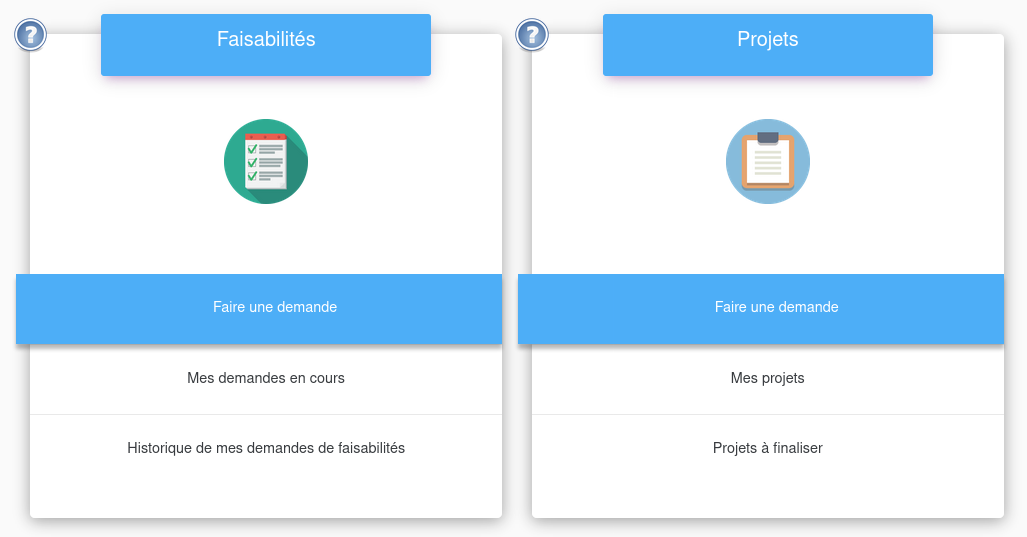 ?
Faisabilités
Faire une demande
Mes demandes en cours
Historique de mes demandes de faisabilités
?
Projets
Faire une demande
Mes projets
Projets à finaliser